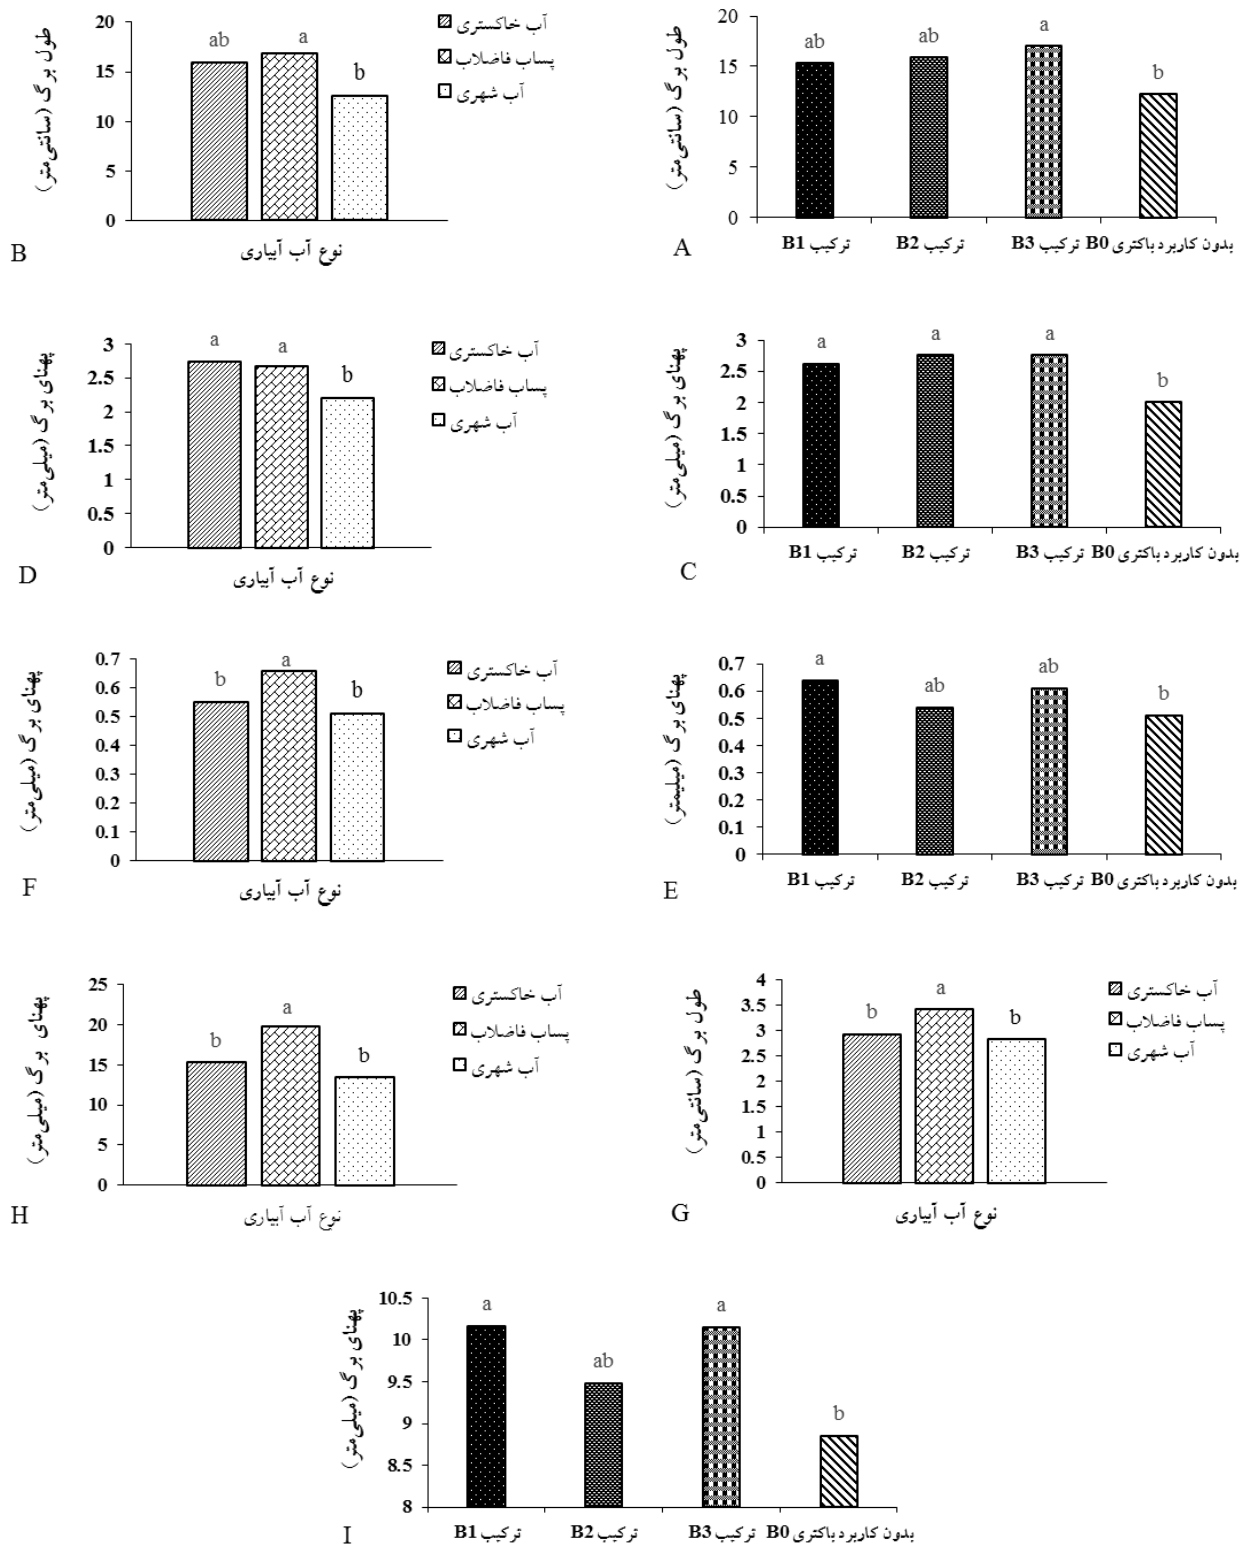 طول برگ (سانتی‌متر)
20
15
10
5
0
ab
ab
a
b
ترکیب B1
ترکیب B2
ترکیب B3
بدون کاربرد باکتری B0
A
طول برگ (سانتی‌متر)
20
15
10
5
0
ab
a
b
آب خاکستری
پساب فاضلاب
آب شهری
نوع آب آبیاری
B
پهنای برگ (میلی‌متر)
3
2.5
2
1.5
1
0.5
0
a
a
a
b
ترکیب B1
ترکیب B2
ترکیب B3
بدون کاربرد باکتری B0
C
پهنای برگ (میلی‌متر)
3
2.5
2
1.5
1
0.5
0
a
a
b
آب خاکستری
پساب فاضلاب
آب شهری
نوع آب آبیاری
D
پهنای برگ (میلیمتر)
0.7
0.6
0.5
0.4
0.3
0.2
0.1
0
a
ab
ab
b
ترکیب B1
ترکیب B2
ترکیب B3
بدون کاربرد باکتری B0
E
پهنای برگ (میلی‌متر)
0.7
0.6
0.5
0.4
0.3
0.2
0.1
0
b
a
b
آب خاکستری
پساب فاضلاب
آب شهری
نوع آب آبیاری
F
طول برگ (سانتی‌متر)
4
3.5
3
2.5
2
1.5
1
0.5
0
b
a
b
آب خاکستری
پساب فاضلاب
آب شهری
نوع آب آبیاری
G
پهنای برگ (میلی‌متر)
25
20
15
10
5
0
b
a
b
آب خاکستری
پساب فاضلاب
آب شهری
نوع آب آبیاری
H
پهنای برگ (میلی‌متر)
10.5
10
9.5
9
8.5
8
a
ab
a
b
ترکیب B1
ترکیب B2
ترکیب B3
بدون کاربرد باکتری B0
I